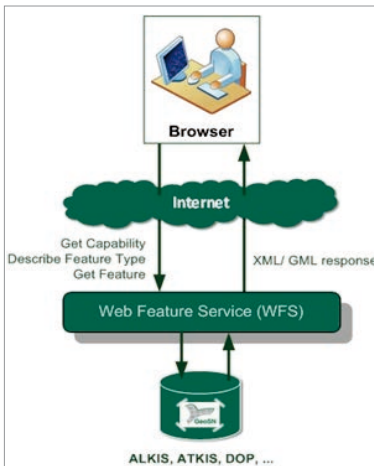 Browser
Internet
Get Capability
Describe Feature Type
Get Feature
XML/ GML response
Web Feature Service (WFS)
GeoSN
ALKIS, ATKIS, DOP, ...